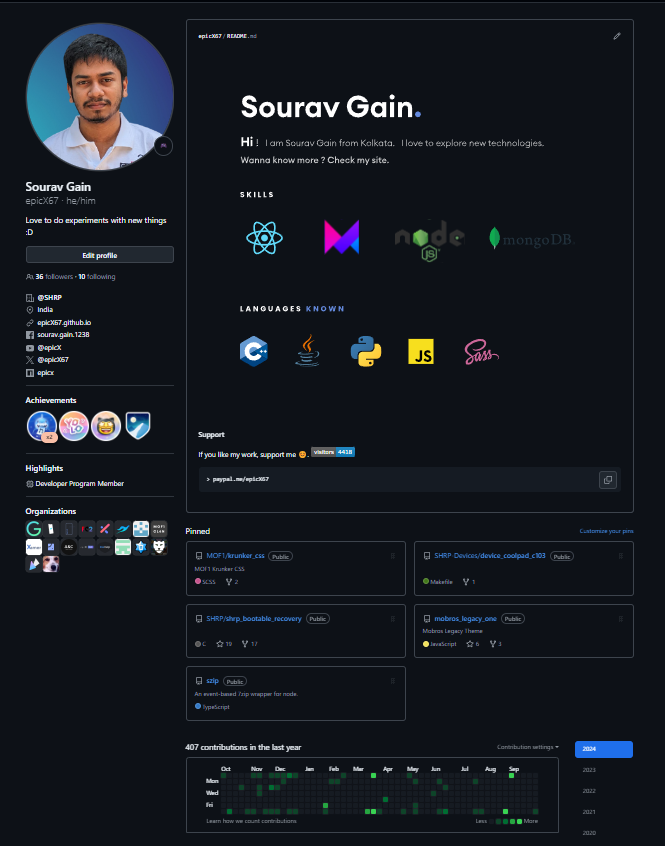 epicX67/README.md
Sourav Gain.
Hi ! I am Sourav Gain from Kolkata. I love to explore new technologies.
Wanna know more ? Check my site.
SKILLS
node
JS
mongoDB.
LANGUAGES KNOWN
C++
Java
JS
Sass
Support
If you like my work, support me . visitors 4418
> paypal.me/epicX67
Sourav Gain
epicX67 · he/him
Love to do experiments with new things
:D
Edit profile
36 followers · 10 following
@SHRP
India
epicX67.github.io
sourav.gain.1238
@epicX
@epicX67
epicx
Achievements
YOLO
x2
Highlights
Developer Program Member
Organizations
Pinned
Customize your pins
MOF1/krunker_css Public
MOF1 Krunker CSS
SCSS 2
SHRP-Devices/device_coolpad_c103 Public
Makefile 1
SHRP/shrp_bootable_recovery Public
C 19 17
mobros_legacy_one Public
Mobros Legacy Theme
JavaScript 6 3
szip Public
An event-based 7zip wrapper for node.
TypeScript
407 contributions in the last year
Contribution settings
2024
2023
2022
2021
2020
Oct Nov Dec Jan Feb Mar Apr May Jun Jul Aug Sep
Mon
Wed
Fri
Learn how we count contributions
Less More